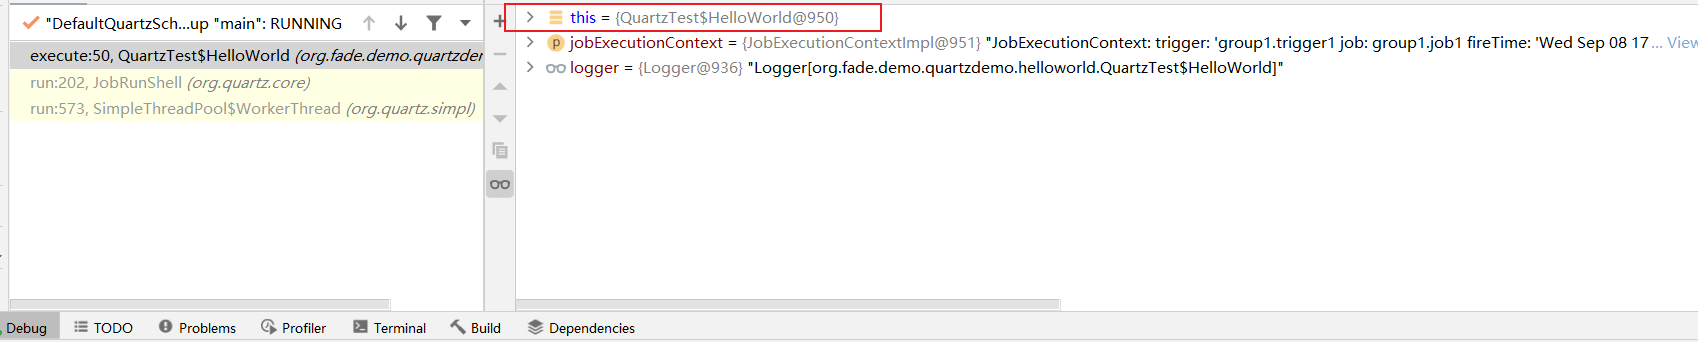 "DefaultQuartzSch...up "main": RUNNING
execute:50, QuartzTest$HelloWorld (org.fade.demo.quartzdem
run:202, JobRunShell (org.quartz.core)
run:573, SimpleThreadPool$WorkerThread (org.quartz.simpl)
this = {QuartzTest$HelloWorld@950}
jobExecutionContext = {JobExecutionContextImpl@951} "JobExecutionContext: trigger: 'group1.trigger1 job: group1.job1 fireTime: 'Wed Sep 08 17 ... View
logger = {Logger@936} "Logger[org.fade.demo.quartzdemo.helloworld.QuartzTest$HelloWorld]"
Debug TODO Problems Profiler Terminal Build Dependencies